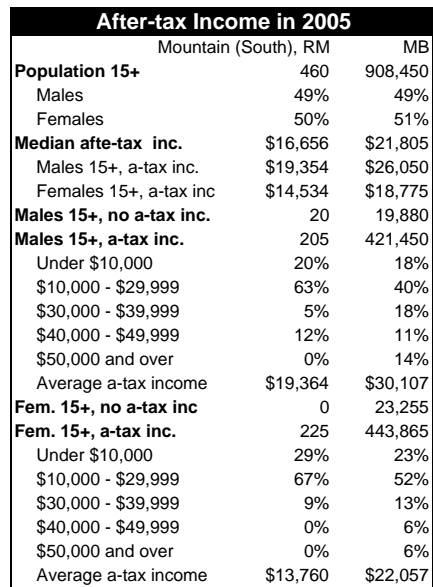 After-tax Income in 2005
Mountain (South), RM MB
Population 15+ 460 908,450
Males 49% 49%
Females 50% 51%
Median afte-tax inc. $16,656 $21,805
Males 15+, a-tax inc. $19,354 $26,050
Females 15+, a-tax inc $14,534 $18,775
Males 15+, no a-tax inc. 20 19,880
Males 15+, a-tax inc. 205 421,450
Under $10,000 20% 18%
$10,000 - $29,999 63% 40%
$30,000 - $39,999 5% 18%
$40,000 - $49,999 12% 11%
$50,000 and over 0% 14%
Average a-tax income $19,364 $30,107
Fem. 15+, no a-tax inc 0 23,255
Fem. 15+, a-tax inc. 225 443,865
Under $10,000 29% 23%
$10,000 - $29,999 67% 52%
$30,000 - $39,999 9% 13%
$40,000 - $49,999 0% 6%
$50,000 and over 0% 6%
Average a-tax income $13,760 $22,057